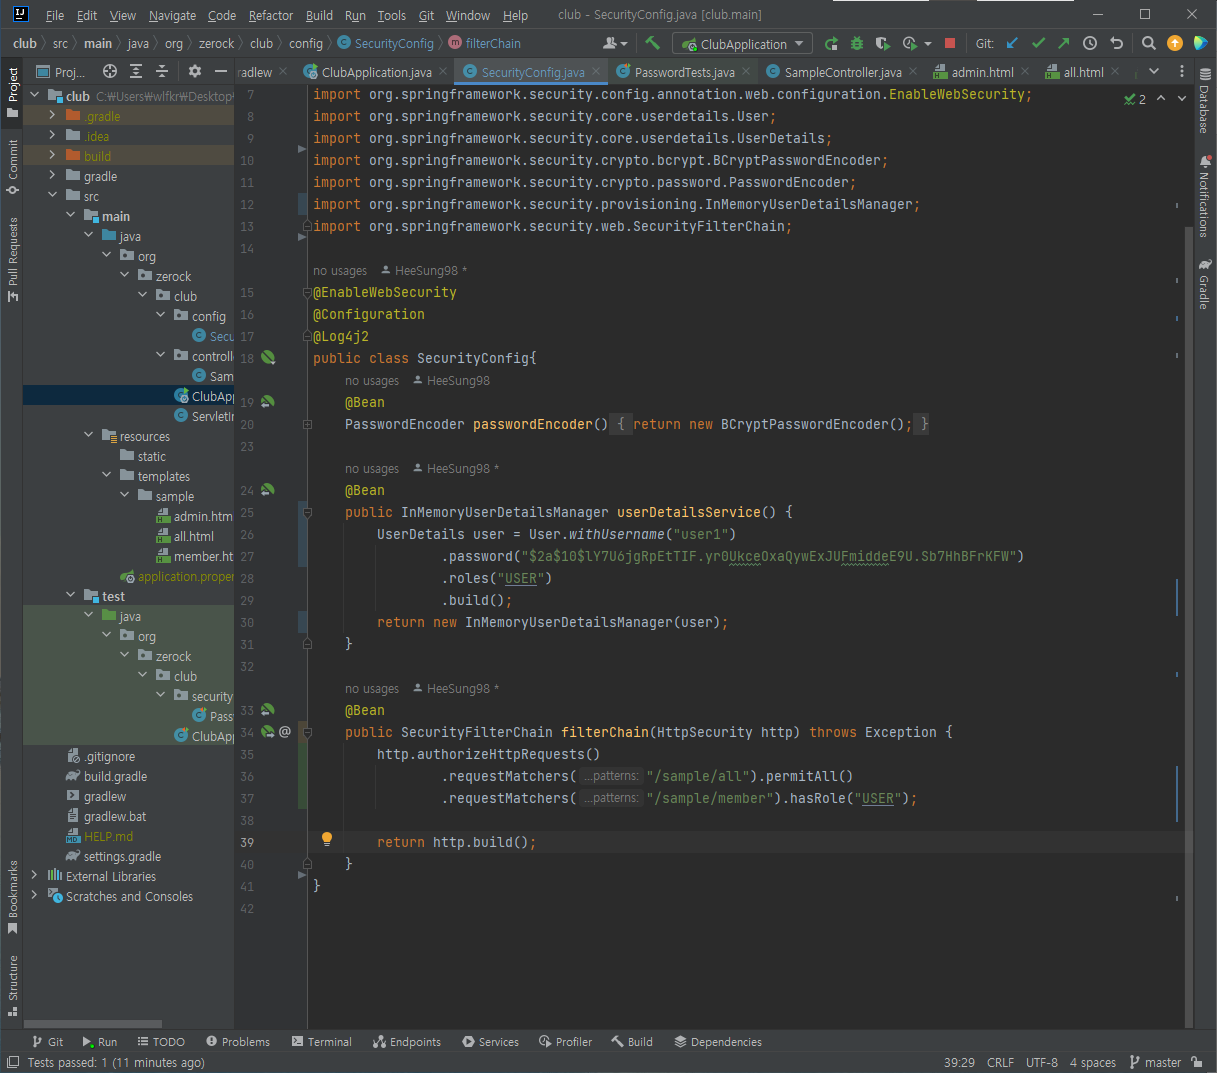 File Edit View Navigate Code Refactor Build Run Tools Git Window Help club - SecurityConfig.java [club.main]
club src main java org zerock club config SecurityConfig filterChain ClubApplication Git:
Proj... radlew ClubApplication.java SecurityConfig.java PasswordTests.java SampleController.java admin.html all.html
Project
Commit
Pull Requests
Bookmarks
Structure
club C:₩Users₩wlfkr₩Desktop₩
.gradle
.idea
build
gradle
src
main
java
org
zerock
club
config
Secu
controlle
Sam
ClubApp
ServletIn
resources
static
templates
sample
admin.htm
all.html
member.ht
application.proper
test
java
org
zerock
club
security
Pass
ClubApp
.gitignore
build.gradle
gradlew
gradlew.bat
HELP.md
settings.gradle
External Libraries
Scratches and Consoles
7 import org.springframework.security.config.annotation.web.configuration.EnableWebSecurity;
8 import org.springframework.security.core.userdetails.User;
9 import org.springframework.security.core.userdetails.UserDetails;
10 import org.springframework.security.crypto.bcrypt.BCryptPasswordEncoder;
11 import org.springframework.security.crypto.password.PasswordEncoder;
12 import org.springframework.security.provisioning.InMemoryUserDetailsManager;
13 import org.springframework.security.web.SecurityFilterChain;
14
no usages HeeSung98 *
15 @EnableWebSecurity
16 @Configuration
17 @Log4j2
18 public class SecurityConfig{
no usages HeeSung98
19 @Bean
20 PasswordEncoder passwordEncoder() { return new BCryptPasswordEncoder(); }
23
no usages HeeSung98 *
24 @Bean
25 public InMemoryUserDetailsManager userDetailsService() {
26 UserDetails user = User.withUsername("user1")
27 .password("$2a$10$lY7U6jgRpEtTIF.yr0UkceOxaQywExJUFmiddeE9U.Sb7HhBFrKFW")
28 .roles("USER")
29 .build();
30 return new InMemoryUserDetailsManager(user);
31 }
32
no usages HeeSung98 *
33 @Bean
34 @ public SecurityFilterChain filterChain(HttpSecurity http) throws Exception {
35 http.authorizeHttpRequests()
36 .requestMatchers( ...patterns: "/sample/all").permitAll()
37 .requestMatchers( ...patterns: "/sample/member").hasRole("USER");
38
39 return http.build();
40 }
41 }
42
2
Database
Notifications
Gradle
Git Run TODO Problems Terminal Endpoints Services Profiler Build Dependencies
Tests passed: 1 (11 minutes ago) 39:29 CRLF UTF-8 4 spaces master